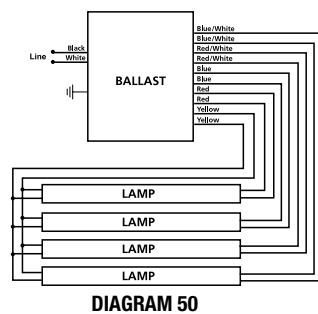 Blue/White
Blue/White
Red/White
Red/White
Blue
Blue
Red
Red
Yellow
Yellow
Line
Black
White
BALLAST
LAMP
LAMP
LAMP
LAMP
DIAGRAM 50